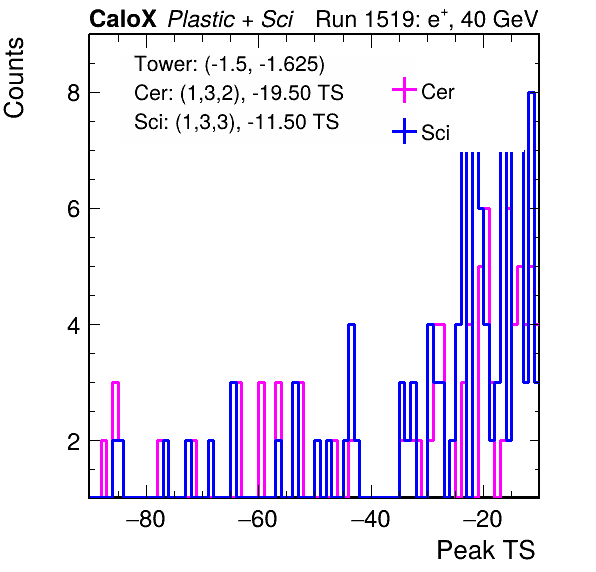 CaloX Plastic + Sci Run 1519: e+, 40 GeV
Tower: (-1.5, -1.625)
Cer: (1,3,2), -19.50 TS
Sci: (1,3,3), -11.50 TS
Cer
Sci
Counts
8
6
4
2
−80 −60 −40 −20
Peak TS